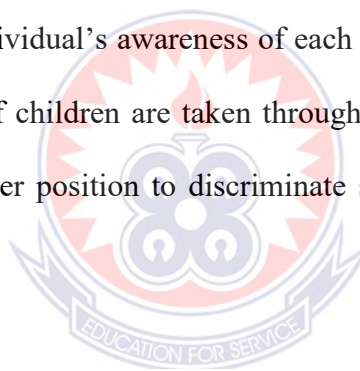 ividual’s awareness of each
f children are taken through
er position to discriminate
EDUCATION FOR SERVICE